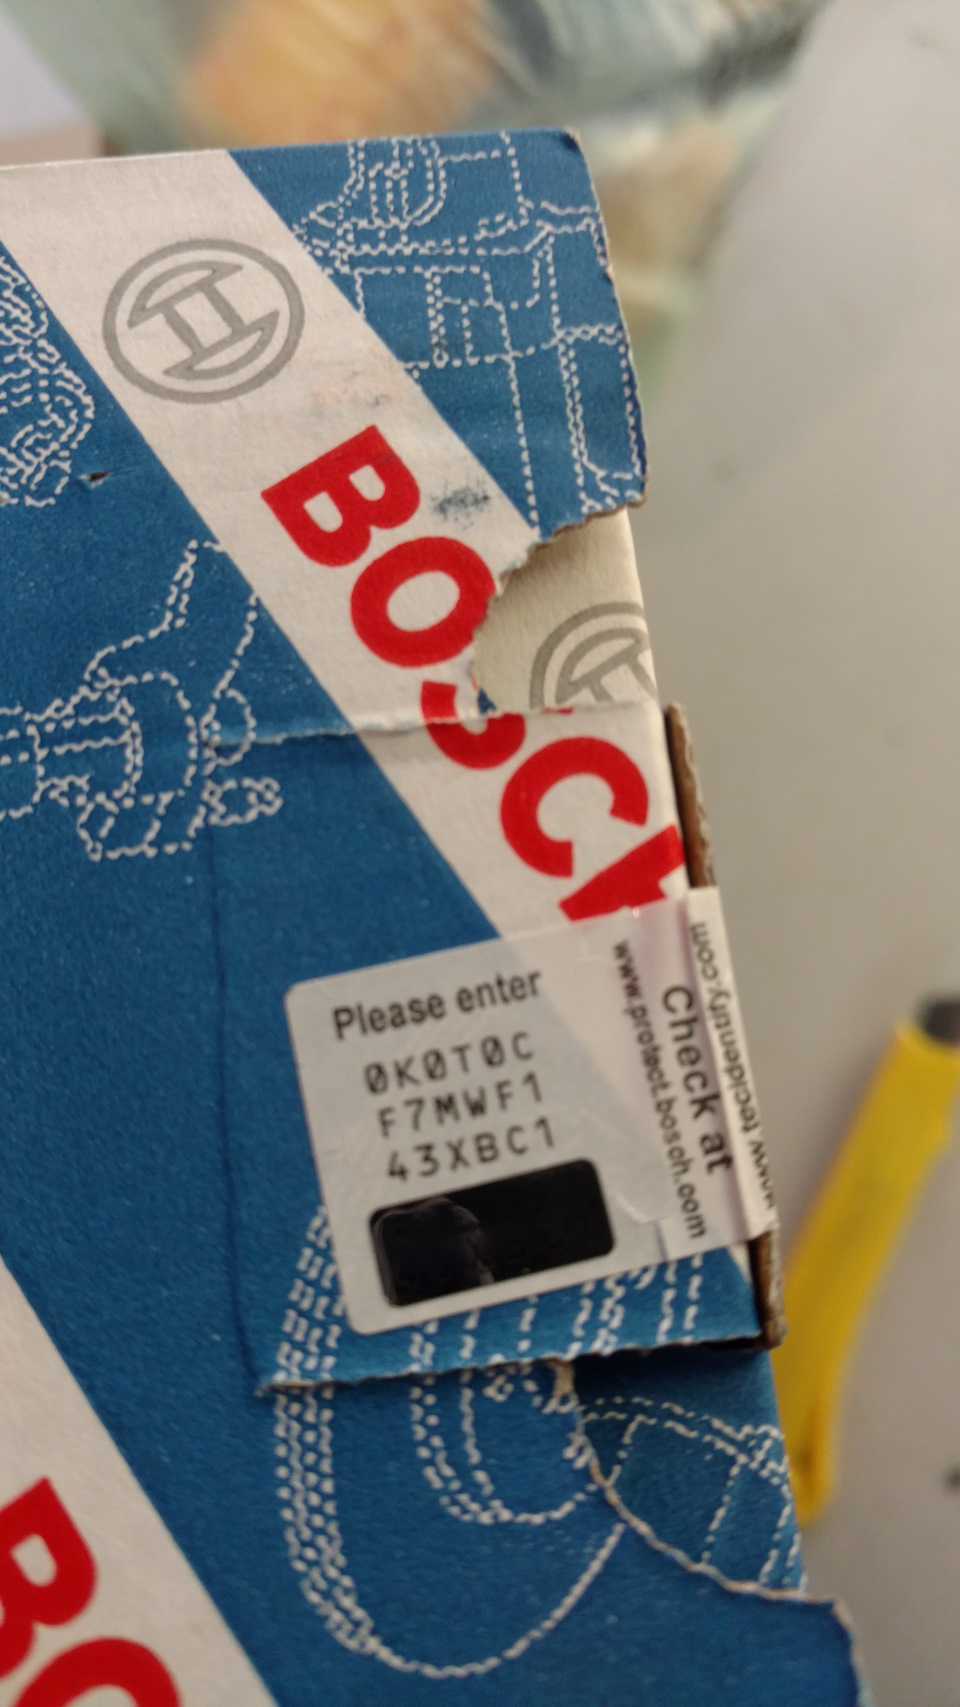 BOSCH
Please enter
0K0T0C
F7MWF1
43XBC1
Check at
www.protect.bosch.com
www.tecidentify.com
BO